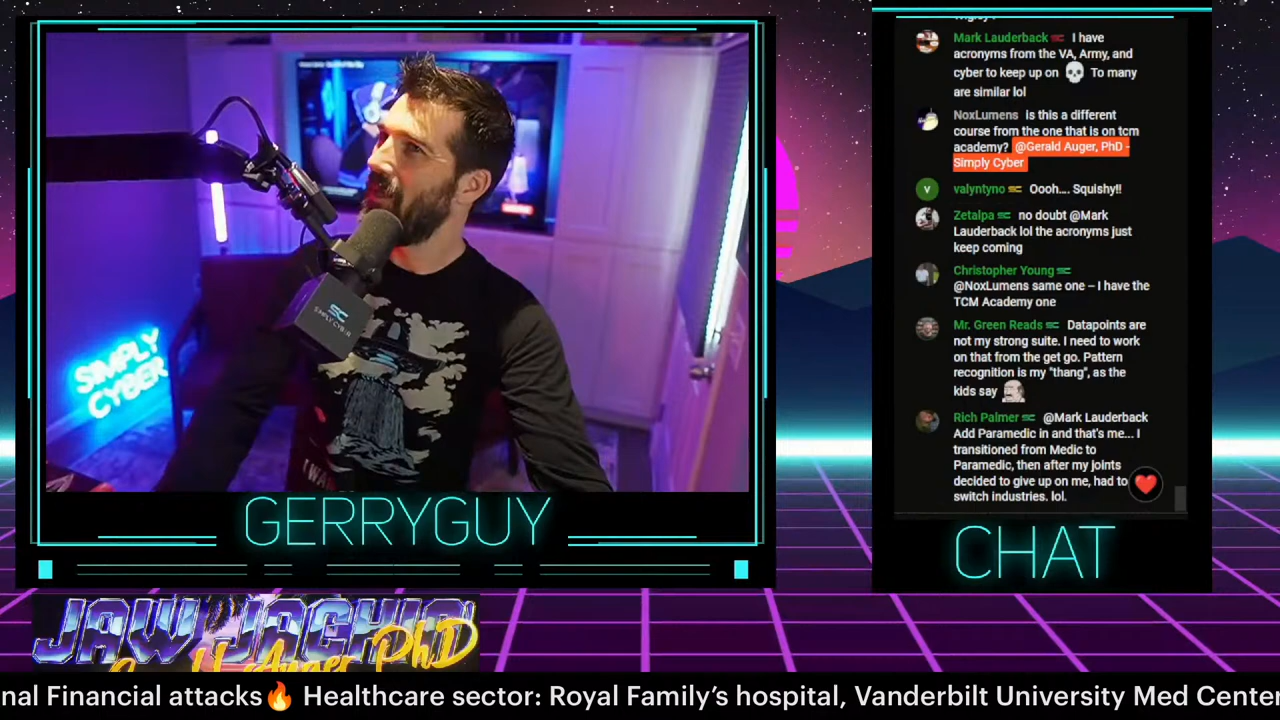 SIMPLY
CYBER
SC
SIMPLY CYBER
GERRYGUY
JAWJACKING
Gerald Auger PhD
Mark Lauderback I have
acronyms from the VA, Army, and
cyber to keep up on 💀 To many
are similar lol
NoxLumens Is this a different
course from the one that is on tcm
academy? @Gerald Auger, PhD -
Simply Cyber
V valyntyno Oooh.... Squishy!!
Zetalpa no doubt @Mark
Lauderback lol the acronyms just
keep coming
Christopher Young
@NoxLumens same one – I have the
TCM Academy one
Mr. Green Reads Datapoints are
not my strong suite. I need to work
on that from the get go. Pattern
recognition is my "thang", as the
kids say
Rich Palmer @Mark Lauderback
Add Paramedic in and that's me... I
transitioned from Medic to
Paramedic, then after my joints
decided to give up on me, had to
switch industries. lol.
CHAT
nal Financial attacks🔥 Healthcare sector: Royal Family’s hospital, Vanderbilt University Med Center